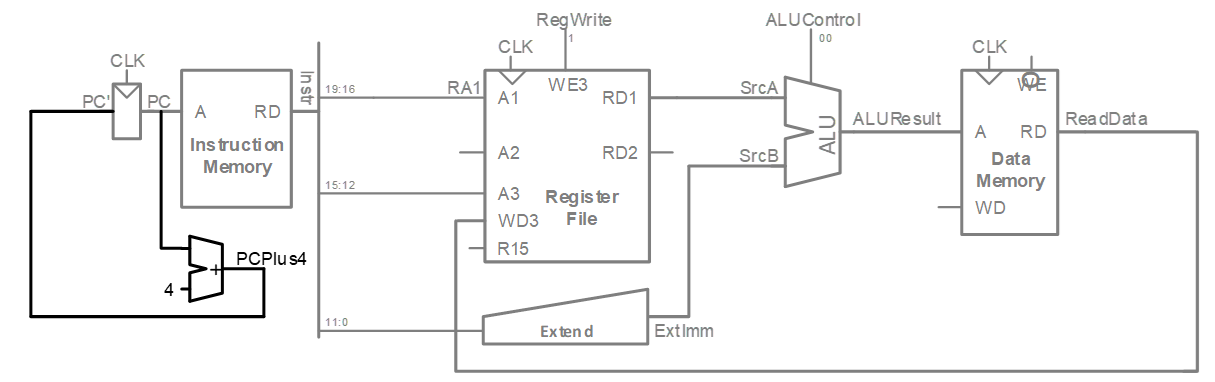 RegWrite
ALUControl
1
00
CLK
CLK
CLK
PC'
PC
A
RD
Instruction
Memory
Instr
19:16
RA1
A1
WE3
RD1
SrcA
ALU
ALUResult
WE
A
RD
ReadData
A2
RD2
SrcB
Data
Memory
15:12
A3
Register
File
WD3
WD
R15
PCPlus4
+
4
11:0
Extend
ExtImm